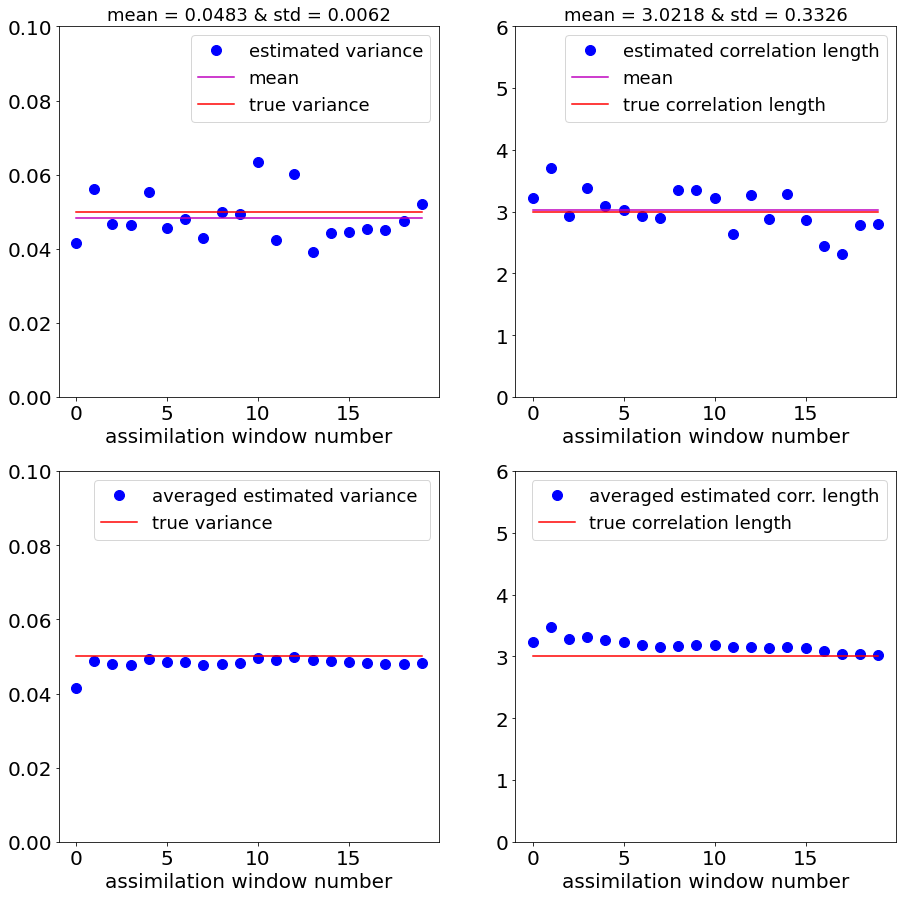 mean = 0.0483 & std = 0.0062
0.10
0.08
0.06
0.04
0.02
0.00
estimated variance
mean
true variance
0 5 10 15
assimilation window number
mean = 3.0218 & std = 0.3326
6
5
4
3
2
1
0
estimated correlation length
mean
true correlation length
0 5 10 15
assimilation window number
0.10
0.08
0.06
0.04
0.02
0.00
averaged estimated variance
true variance
0 5 10 15
assimilation window number
6
5
4
3
2
1
0
averaged estimated corr. length
true correlation length
0 5 10 15
assimilation window number